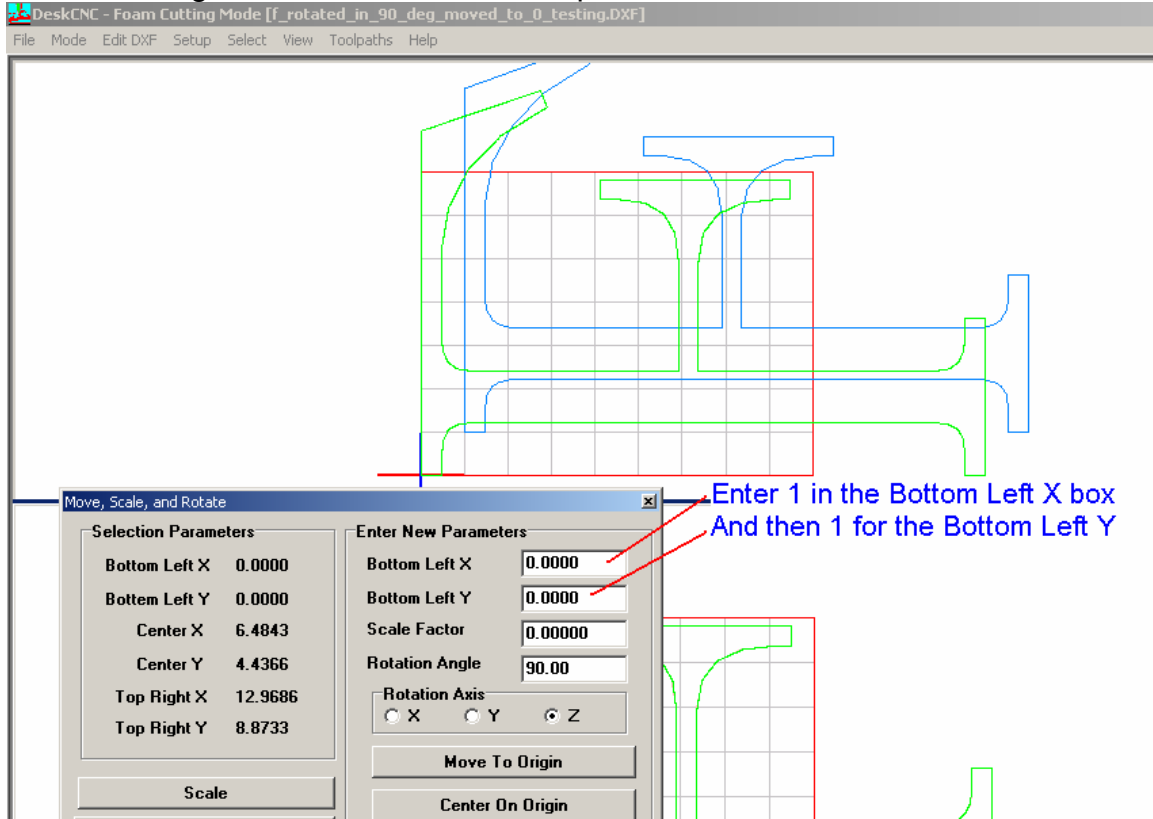 DeskCNC - Foam Cutting Mode [f_rotated_in_90_deg_moved_to_0_testing.DXF]
File Mode Edit DXF Setup Select View Toolpaths Help
Enter 1 in the Bottom Left X box
And then 1 for the Bottom Left Y
Move, Scale, and Rotate
Selection Parameters
Bottom Left X 0.0000
Bottem Left Y 0.0000
Center X 6.4843
Center Y 4.4366
Top Right X 12.9686
Top Right Y 8.8733
Scale
Enter New Parameters
Bottom Left X 0.0000
Bottom Left Y 0.0000
Scale Factor 0.00000
Rotation Angle 90.00
Rotation Axis
X Y Z
Move To Origin
Center On Origin